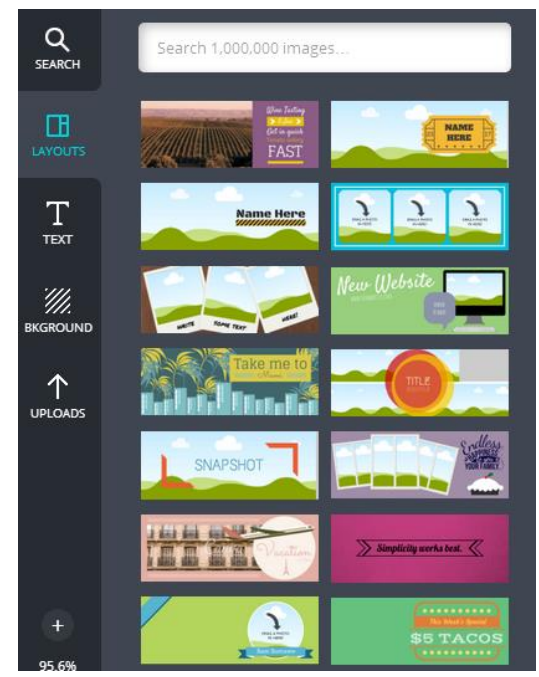 SEARCH
Search 1,000,000 images...
LAYOUTS
TEXT
BKGROUND
UPLOADS
+
95.6%
Wine Tasting
Get in quick
FAST
NAME
HERE
Name Here
New Website
WRITE
SOME TEXT
HERE!
Take me to
Miami
TITLE
SNAPSHOT
Endless
HAPPINESS
YOUR FAMILY
Vacation
Simplicity works best.
This Week's Special
$5 TACOS